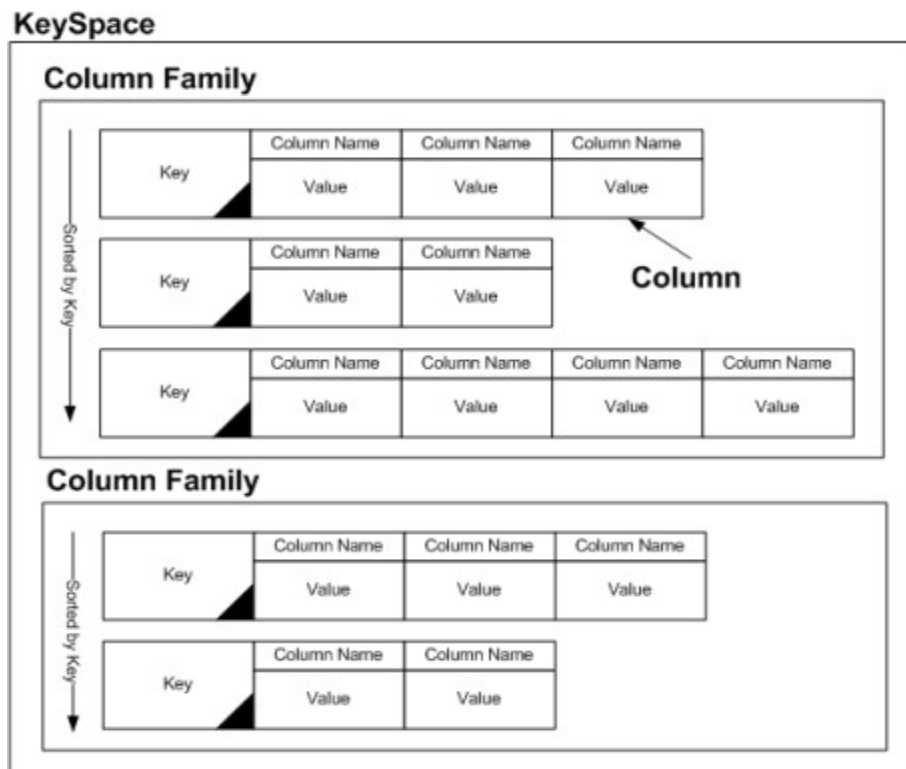 KeySpace
Column Family
Sorted by Key
Key
Column Name Column Name Column Name
Value Value Value
Column
Key
Column Name Column Name
Value Value
Key
Column Name Column Name Column Name Column Name
Value Value Value Value
Column Family
Sorted by Key
Key
Column Name Column Name Column Name
Value Value Value
Key
Column Name Column Name
Value Value